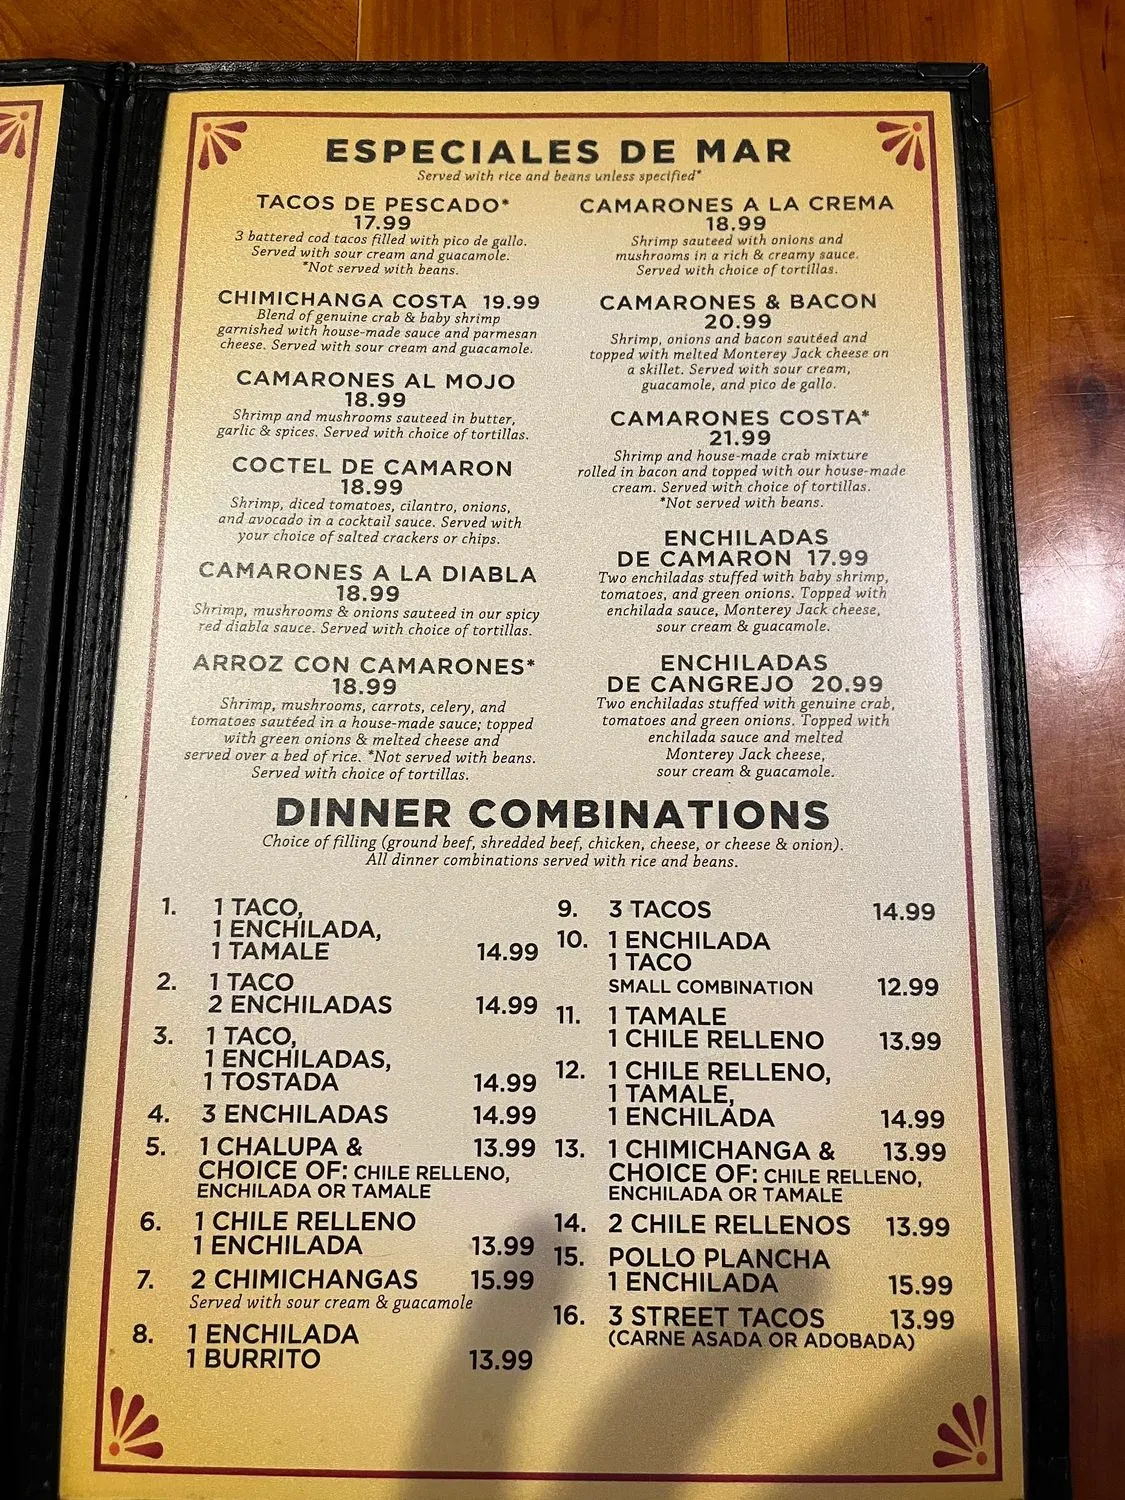 ESPECIALES DE MAR
Served with rice and beans unless specified*
TACOS DE PESCADO*
17.99
3 battered cod tacos filled with pico de gallo.
Served with sour cream and guacamole.
*Not served with beans.
CHIMICHANGA COSTA 19.99
Blend of genuine crab & baby shrimp
garnished with house-made sauce and parmesan
cheese. Served with sour cream and guacamole.
CAMARONES AL MOJO
18.99
Shrimp and mushrooms sauteed in butter,
garlic & spices. Served with choice of tortillas.
COCTEL DE CAMARON
18.99
Shrimp, diced tomatoes, cilantro, onions,
and avocado in a cocktail sauce. Served with
your choice of salted crackers or chips.
CAMARONES A LA DIABLA
18.99
Shrimp, mushrooms & onions sauteed in our spicy
red diabla sauce. Served with choice of tortillas.
ARROZ CON CAMARONES*
18.99
Shrimp, mushrooms, carrots, celery, and
tomatoes sautéed in a house-made sauce; topped
with green onions & melted cheese and
served over a bed of rice. *Not served with beans.
Served with choice of tortillas.
CAMARONES A LA CREMA
18.99
Shrimp sauteed with onions and
mushrooms in a rich & creamy sauce.
Served with choice of tortillas.
CAMARONES & BACON
20.99
Shrimp, onions and bacon sautéed and
topped with melted Monterey Jack cheese on
a skillet. Served with sour cream,
guacamole, and pico de gallo.
CAMARONES COSTA*
21.99
Shrimp and house-made crab mixture
rolled in bacon and topped with our house-made
cream. Served with choice of tortillas.
*Not served with beans.
ENCHILADAS
DE CAMARON 17.99
Two enchiladas stuffed with baby shrimp,
tomatoes, and green onions. Topped with
enchilada sauce, Monterey Jack cheese,
sour cream & guacamole.
ENCHILADAS
DE CANGREJO 20.99
Two enchiladas stuffed with genuine crab,
tomatoes and green onions. Topped with
enchilada sauce and melted
Monterey Jack cheese,
sour cream & guacamole.
DINNER COMBINATIONS
Choice of filling (ground beef, shredded beef, chicken, cheese, or cheese & onion).
All dinner combinations served with rice and beans.
1. 1 TACO,
1 ENCHILADA,
1 TAMALE 14.99
2. 1 TACO
2 ENCHILADAS 14.99
3. 1 TACO,
1 ENCHILADAS,
1 TOSTADA 14.99
4. 3 ENCHILADAS 14.99
5. 1 CHALUPA & 13.99
CHOICE OF: CHILE RELLENO,
ENCHILADA OR TAMALE
6. 1 CHILE RELLENO
1 ENCHILADA 13.99
7. 2 CHIMICHANGAS 15.99
Served with sour cream & guacamole
8. 1 ENCHILADA
1 BURRITO 13.99
9. 3 TACOS 14.99
10. 1 ENCHILADA
1 TACO
SMALL COMBINATION 12.99
11. 1 TAMALE
1 CHILE RELLENO 13.99
12. 1 CHILE RELLENO,
1 TAMALE,
1 ENCHILADA 14.99
13. 1 CHIMICHANGA & 13.99
CHOICE OF: CHILE RELLENO,
ENCHILADA OR TAMALE
14. 2 CHILE RELLENOS 13.99
15. POLLO PLANCHA
1 ENCHILADA 15.99
16. 3 STREET TACOS 13.99
(CARNE ASADA OR ADOBADA)